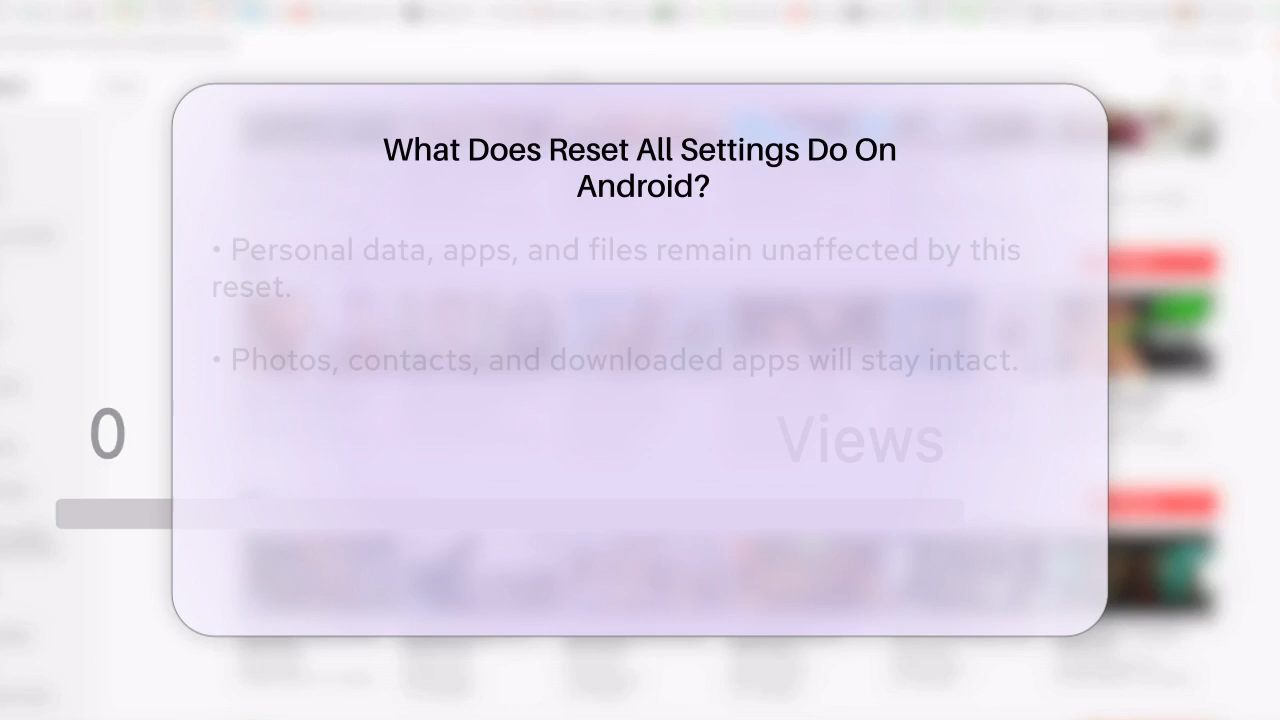 What Does Reset All Settings Do On
Android?
• Personal data, apps, and files remain unaffected by this
reset.
• Photos, contacts, and downloaded apps will stay intact.
0
Views